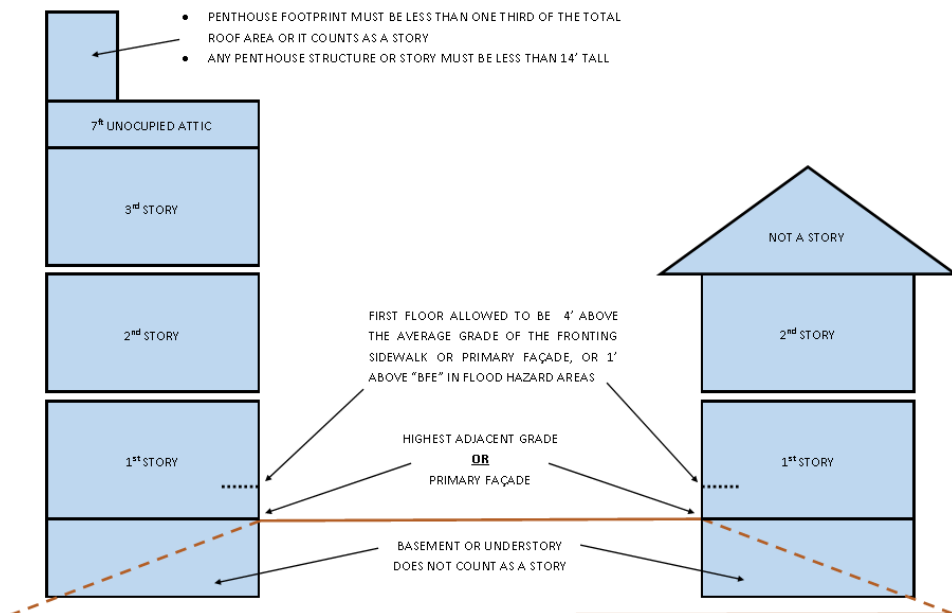 • PENTHOUSE FOOTPRINT MUST BE LESS THAN ONE THIRD OF THE TOTAL
ROOF AREA OR IT COUNTS AS A STORY
• ANY PENTHOUSE STRUCTURE OR STORY MUST BE LESS THAN 14’ TALL
7ft UNOCUPIED ATTIC
3rd STORY
NOT A STORY
FIRST FLOOR ALLOWED TO BE 4’ ABOVE
THE AVERAGE GRADE OF THE FRONTING
SIDEWALK OR PRIMARY FAÇADE, OR 1’
ABOVE “BFE” IN FLOOD HAZARD AREAS
2nd STORY
2nd STORY
HIGHEST ADJACENT GRADE
OR
PRIMARY FAÇADE
1st STORY
1st STORY
BASEMENT OR UNDERSTORY
DOES NOT COUNT AS A STORY